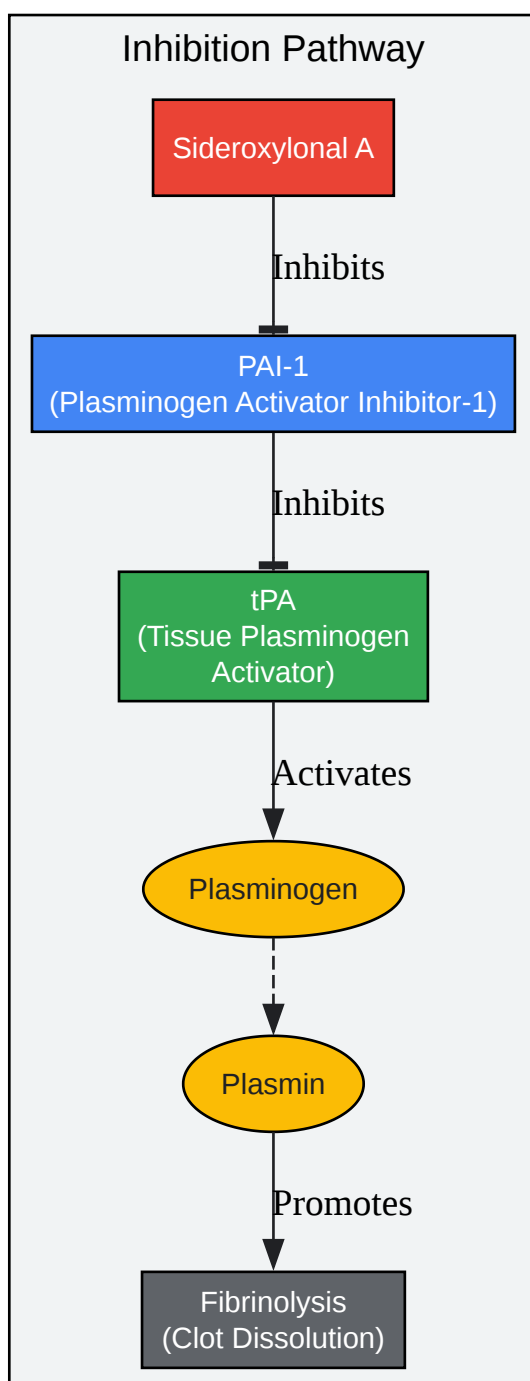 Inhibition Pathway
Sideroxylonal A
Inhibits
PAI-1
(Plasminogen Activator Inhibitor-1)
Inhibits
tPA
(Tissue Plasminogen
Activator)
Activates
Plasminogen
Plasmin
Promotes
Fibrinolysis
(Clot Dissolution)